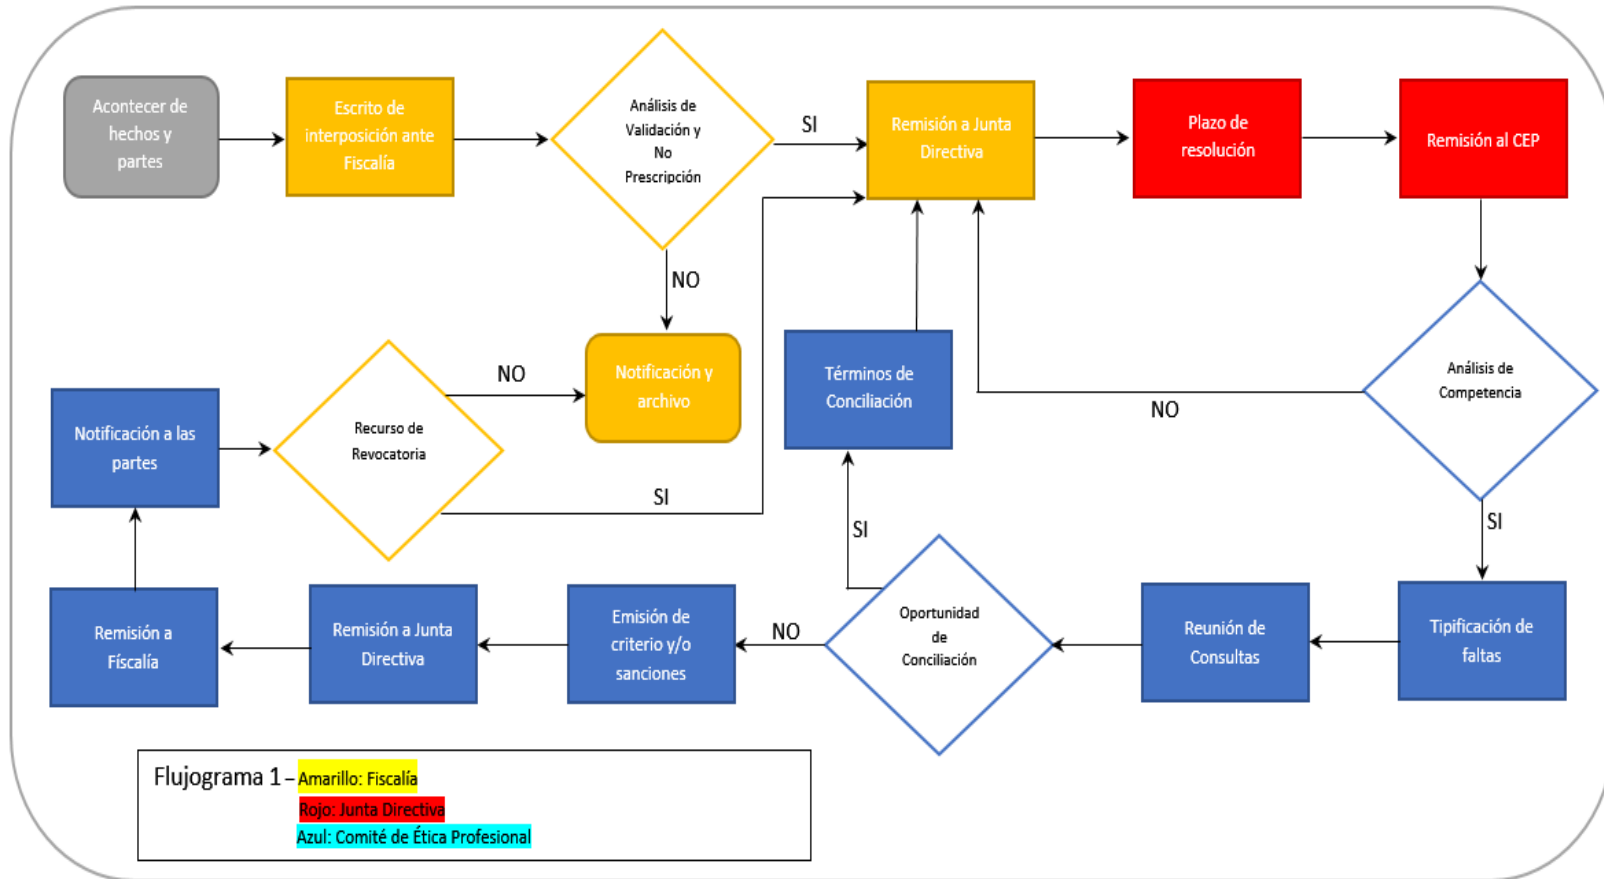 Acontecer de
hechos y
partes
Escrito de
interposición ante
Fiscalía
Análisis de
Validación y
No
Prescripción
SI
Remisión a Junta
Directiva
Plazo de
resolución
Remisión al CEP
NO
Notificación y
archivo
Términos de
Conciliación
Análisis de
Competencia
NO
SI
Notificación a las
partes
Recurso de
Revocatoria
NO
SI
SI
Remisión a
Físcalía
Remisión a Junta
Directiva
Emisión de
criterio y/o
sanciones
NO
Oportunidad
de
Conciliación
Reunión de
Consultas
Tipificación de
faltas
Flujograma 1 – Amarillo: Fiscalía
Rojo: Junta Directiva
Azul: Comité de Ética Profesional